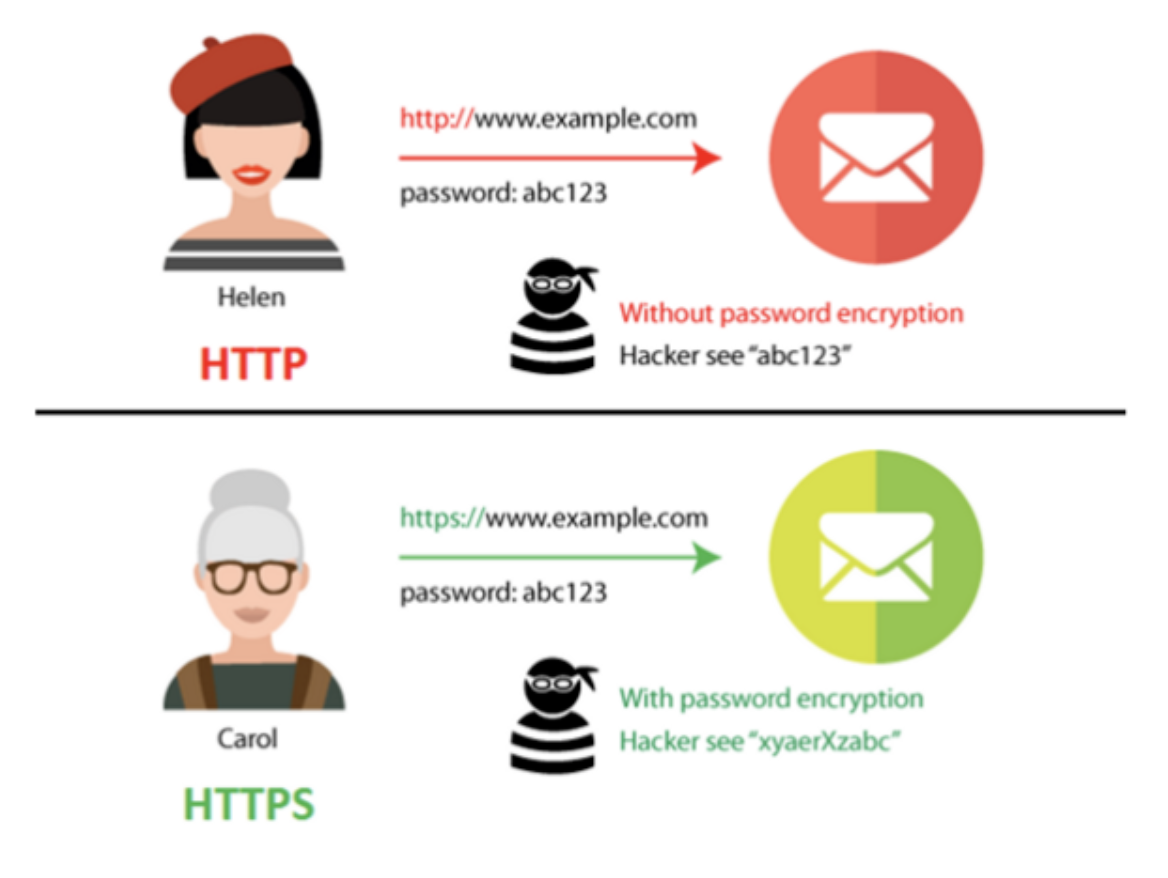 http://www.example.com
password: abc123
Helen
HTTP
Without password encryption
Hacker see "abc123"
https://www.example.com
password: abc123
Carol
HTTPS
With password encryption
Hacker see "xyaerXzabc"